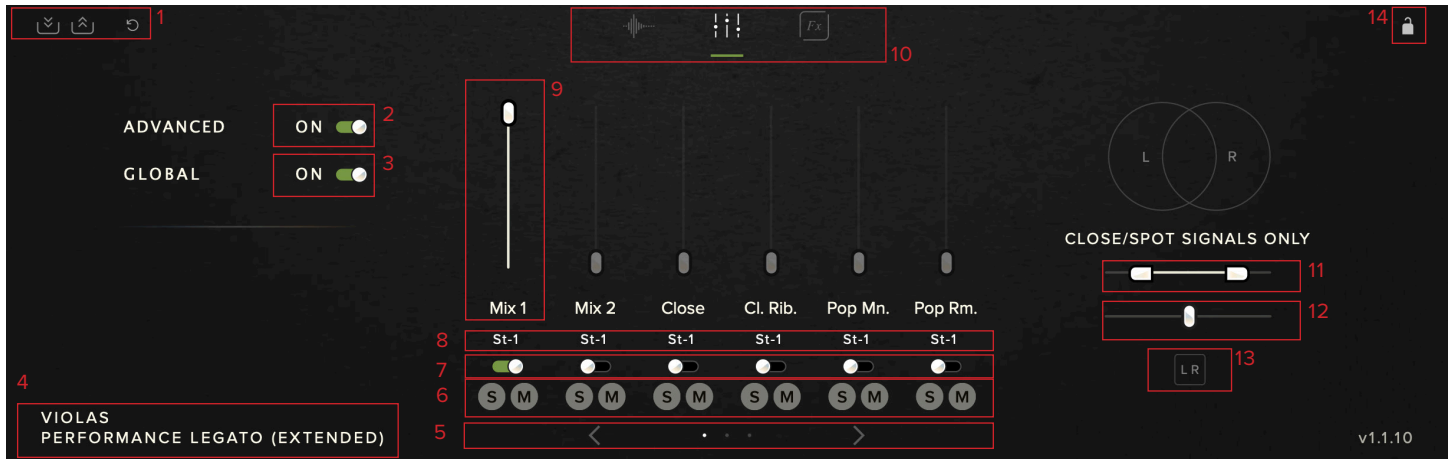 1
Fx
10
14
9
ADVANCED ON 2
GLOBAL ON 3
L R
CLOSE/SPOT SIGNALS ONLY
11
12
Mix 1 Mix 2 Close Cl. Rib. Pop Mn. Pop Rm.
8 St-1 St-1 St-1 St-1 St-1 St-1
7
13
L R
4
6 S M S M S M S M S M S M
VIOLAS
5
PERFORMANCE LEGATO (EXTENDED)
v1.1.10